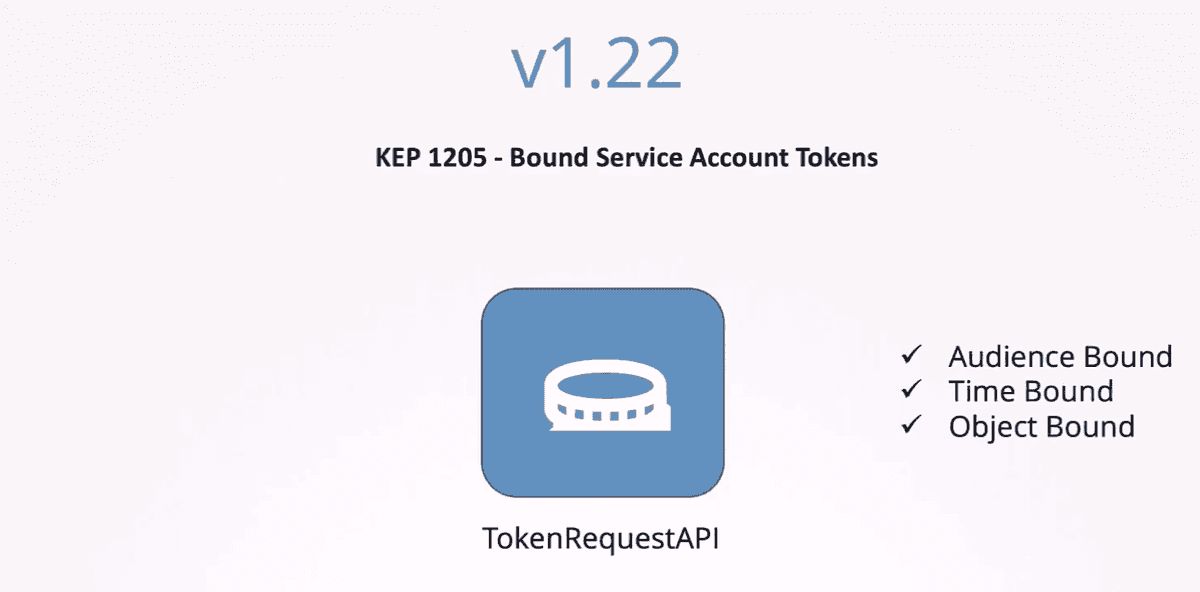 v1.22
KEP 1205 - Bound Service Account Tokens
✓ Audience Bound
✓ Time Bound
✓ Object Bound
TokenRequestAPI